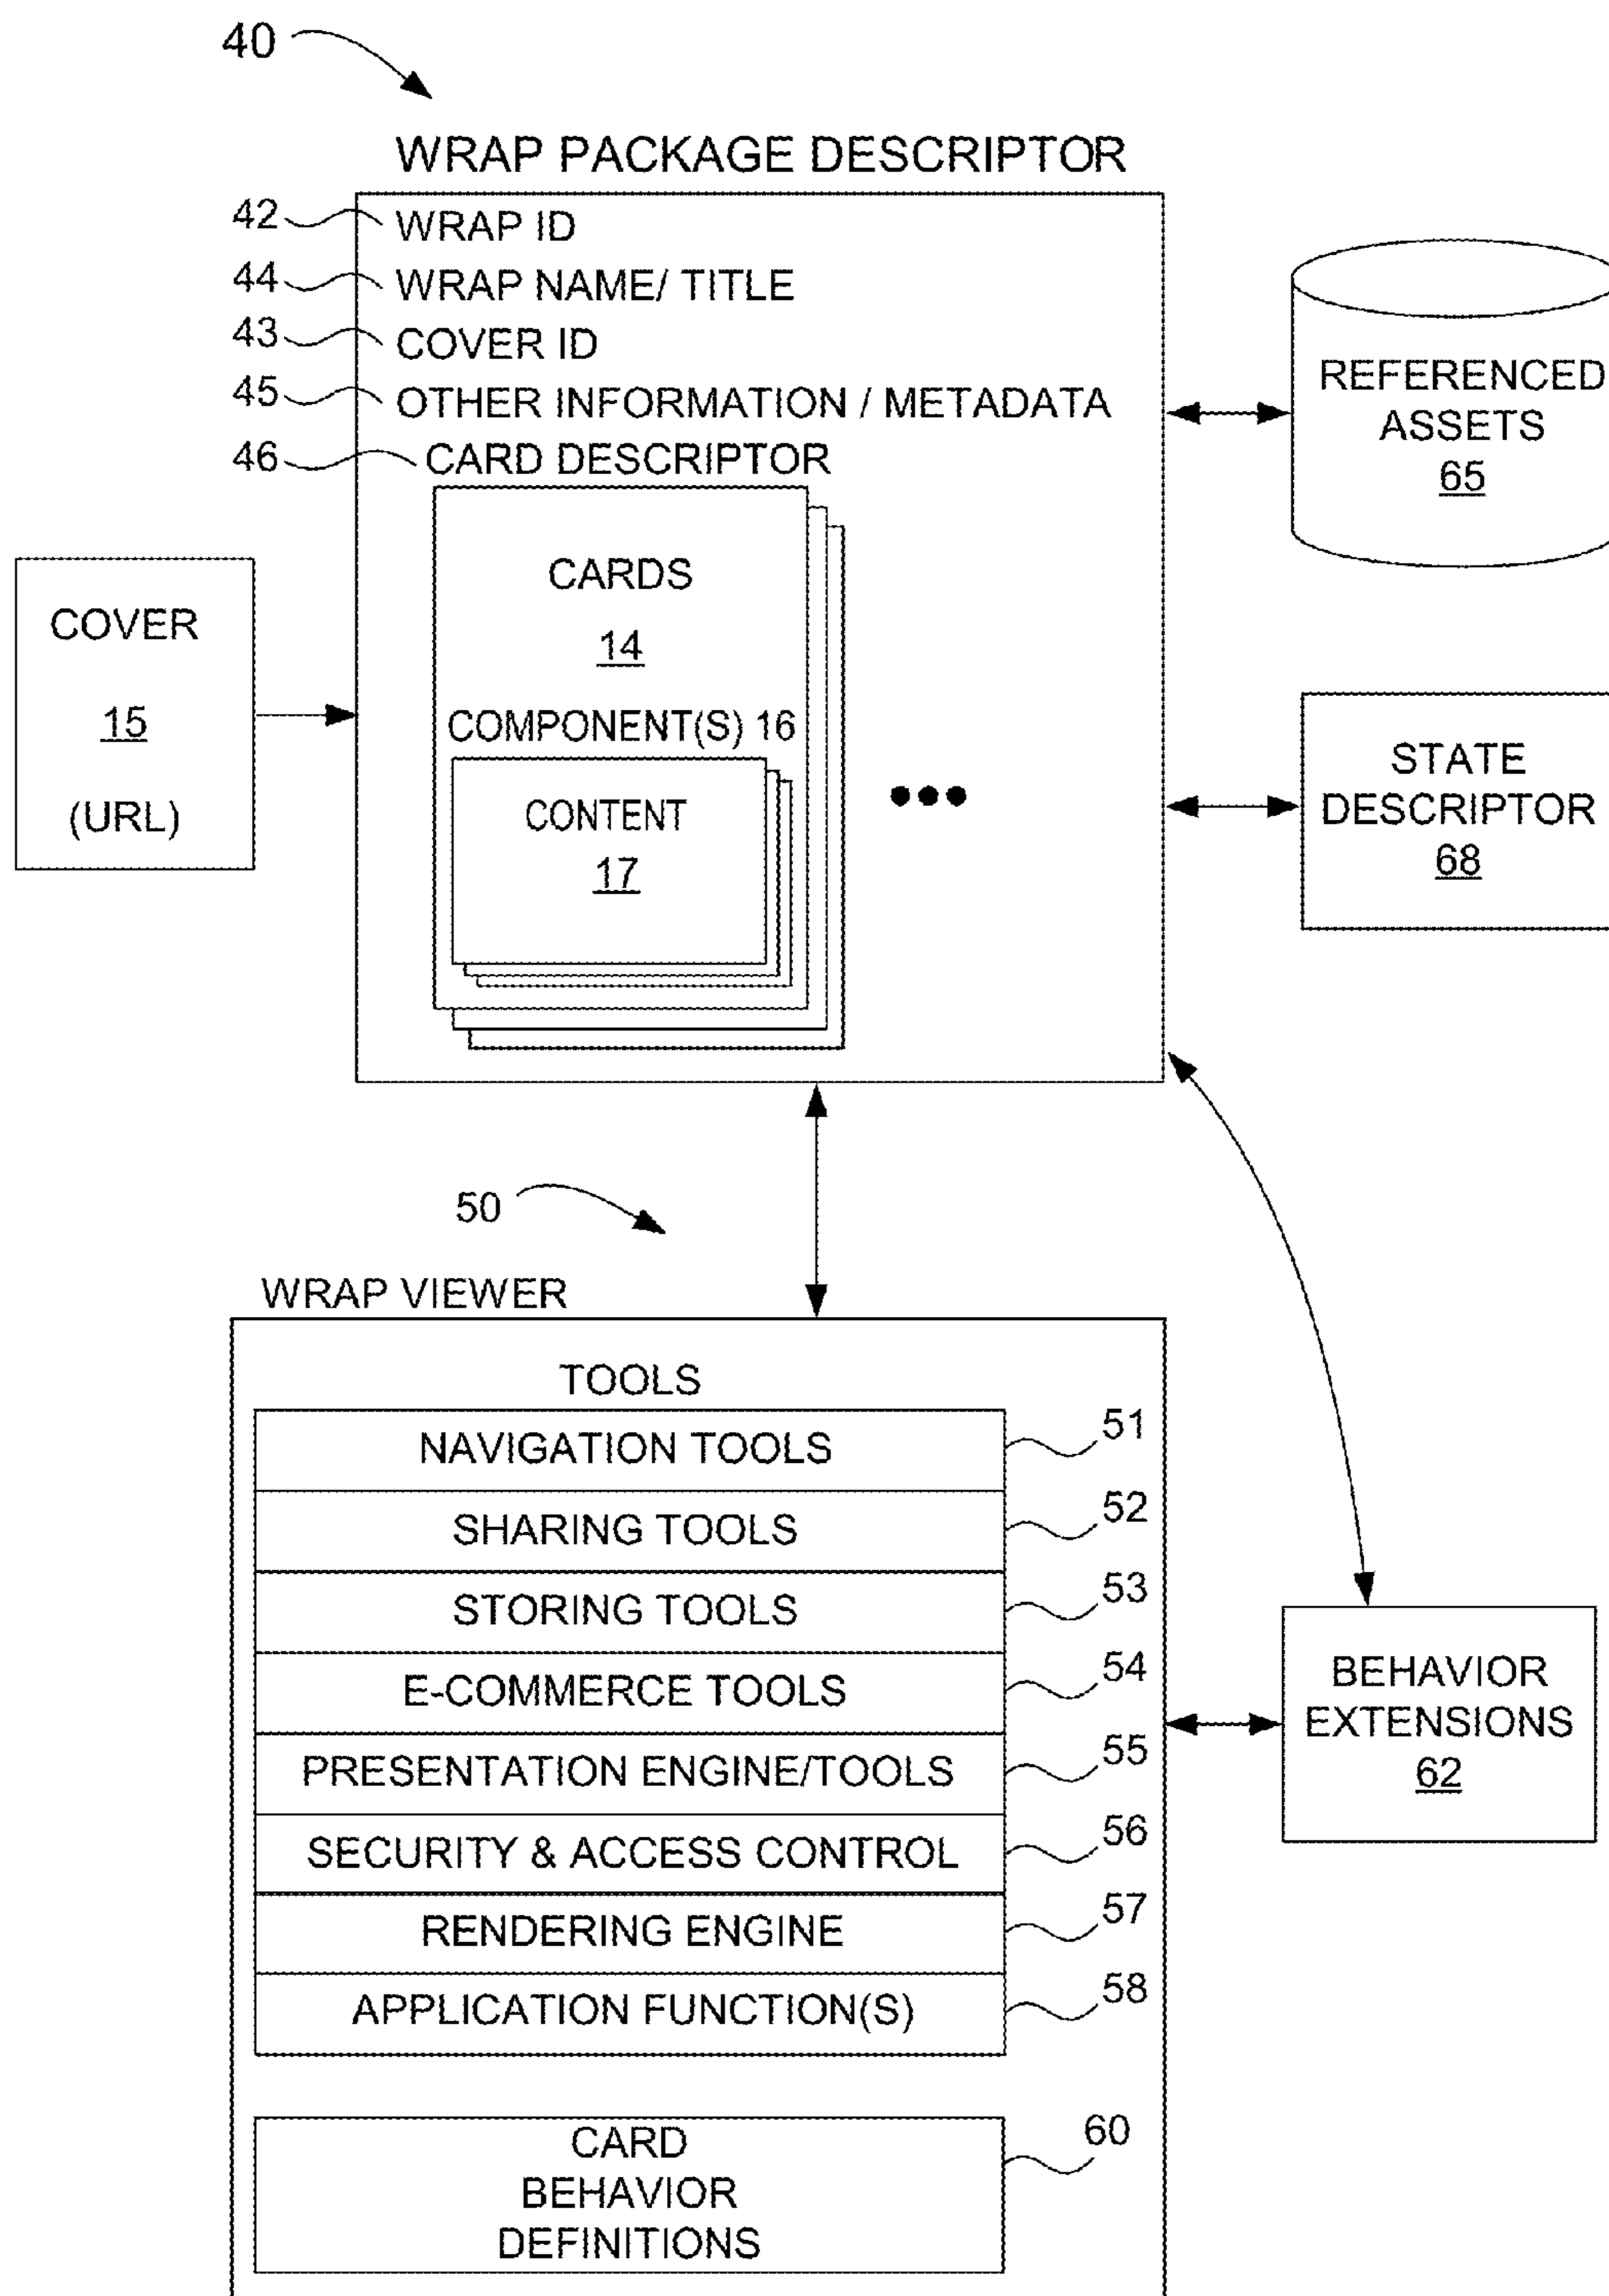 40
WRAP PACKAGE DESCRIPTOR
42 WRAP ID
44 WRAP NAME/ TITLE
43 COVER ID
45 OTHER INFORMATION / METADATA
46 CARD DESCRIPTOR
CARDS
14
COMPONENT(S) 16
CONTENT
17
COVER
15
(URL)
REFERENCED
ASSETS
65
STATE
DESCRIPTOR
68
50
WRAP VIEWER
TOOLS
NAVIGATION TOOLS 51
SHARING TOOLS 52
STORING TOOLS 53
E-COMMERCE TOOLS 54
PRESENTATION ENGINE/TOOLS 55
SECURITY & ACCESS CONTROL 56
RENDERING ENGINE 57
APPLICATION FUNCTION(S) 58
CARD 60
BEHAVIOR
DEFINITIONS
BEHAVIOR
EXTENSIONS
62